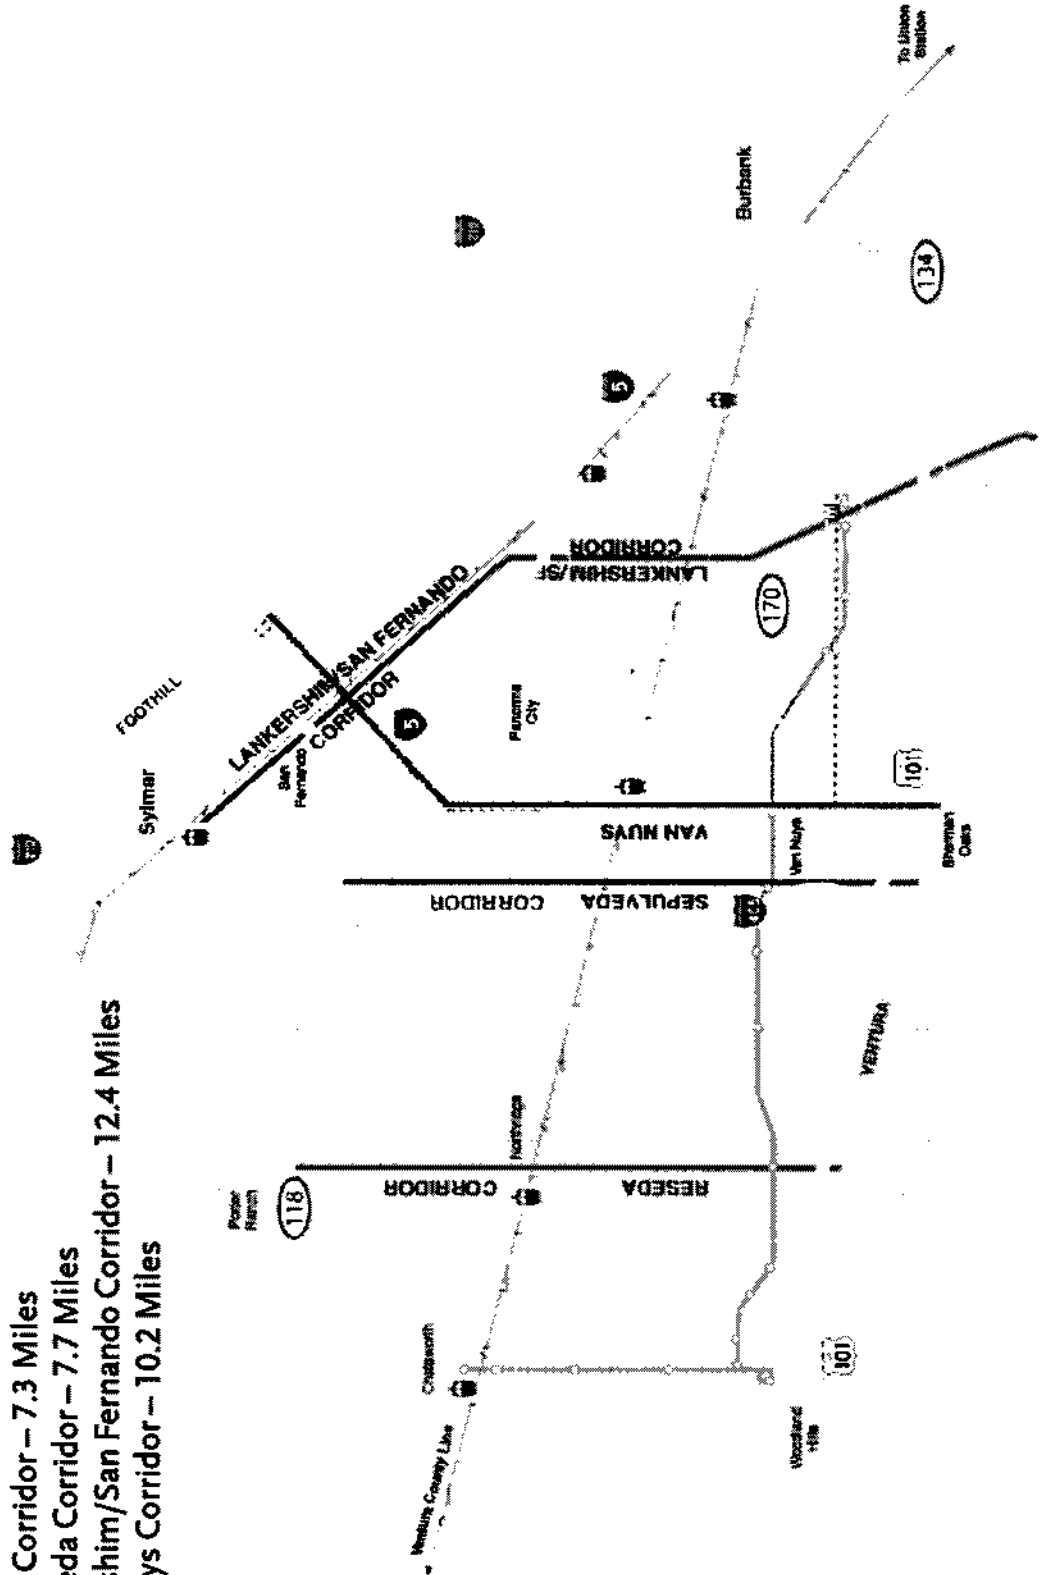 Corridor – 7.3 Miles
eda Corridor – 7.7 Miles
shim/San Fernando Corridor – 12.4 Miles
ys Corridor – 10.2 Miles
Sylmar
FOOTHILL
LANKERSHIM/SAN FERNANDO
CORRIDOR
San
Fernando
5
5
118
Porter
Ranch
Chatsworth
Ventura County Line
Northridge
RESEDA
CORRIDOR
SEPULVEDA
CORRIDOR
VAN NUYS
Panorama
City
LANKERSHIM/SF
CORRIDOR
170
Burbank
134
To Union
Station
Van Nuys
Sherman
Oaks
101
VENTURA
Woodland
Hills
101